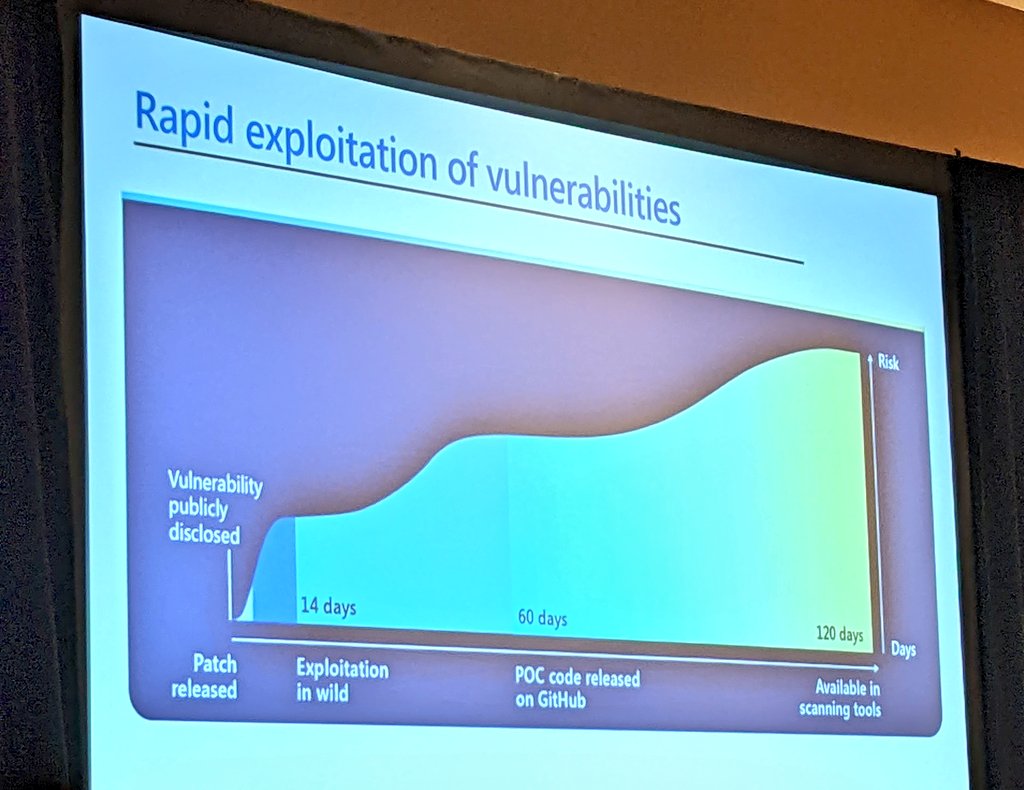 Rapid exploitation of vulnerabilities
Risk
Vulnerability
publicly
disclosed
14 days
60 days
120 days
Days
Patch
released
Exploitation
in wild
POC code released
on GitHub
Available in
scanning tools